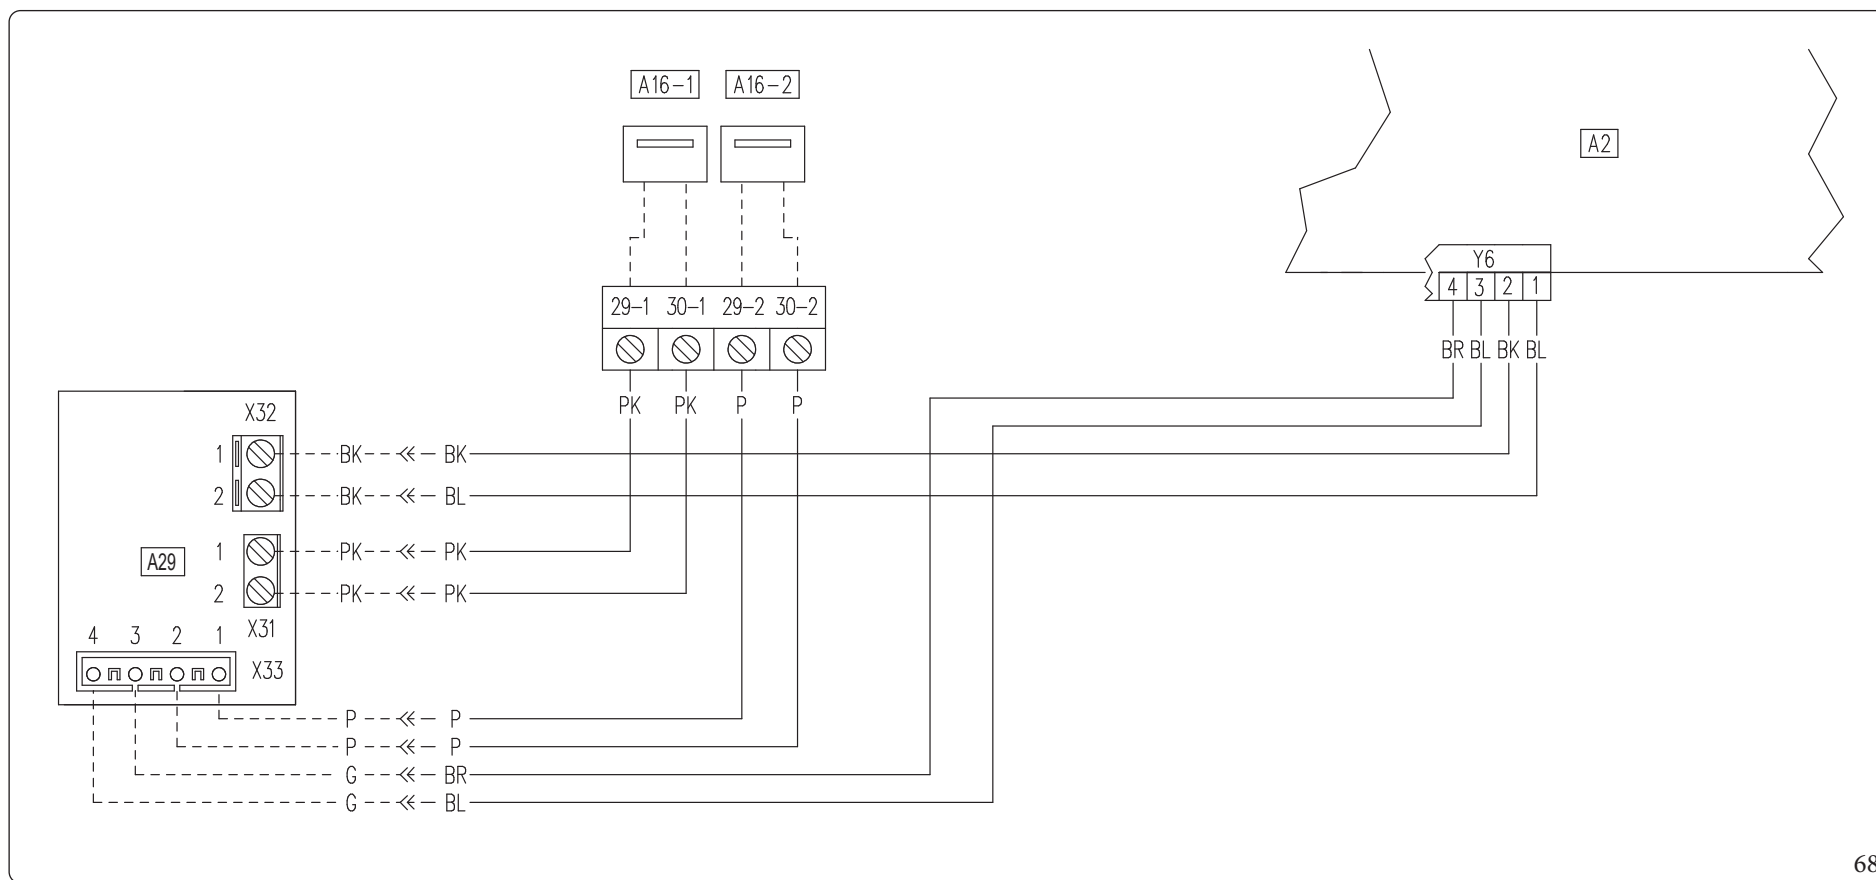 A16-1 A16-2
A2
Y6
4 3 2 1
29-1 30-1 29-2 30-2
BR BL BK BL
PK PK P P
X32
1 BK BK
2 BK BL
1 PK PK
A29
2 PK PK
X31
4 3 2 1
X33
P P
P P
G BR
G BL
68